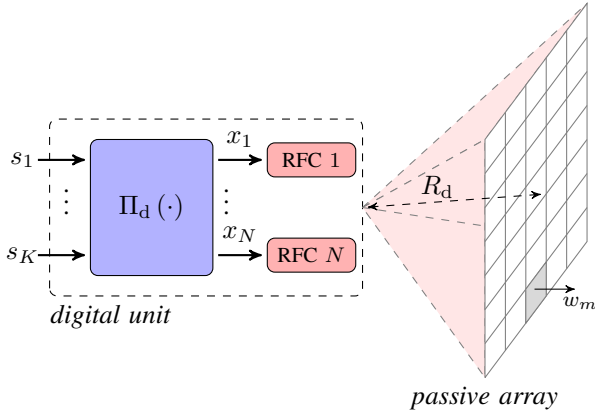 s_1
x_1
RFC 1
⋮
⋮
Π_d (·)
R_d
s_K
x_N
RFC N
digital unit
w_m
passive array